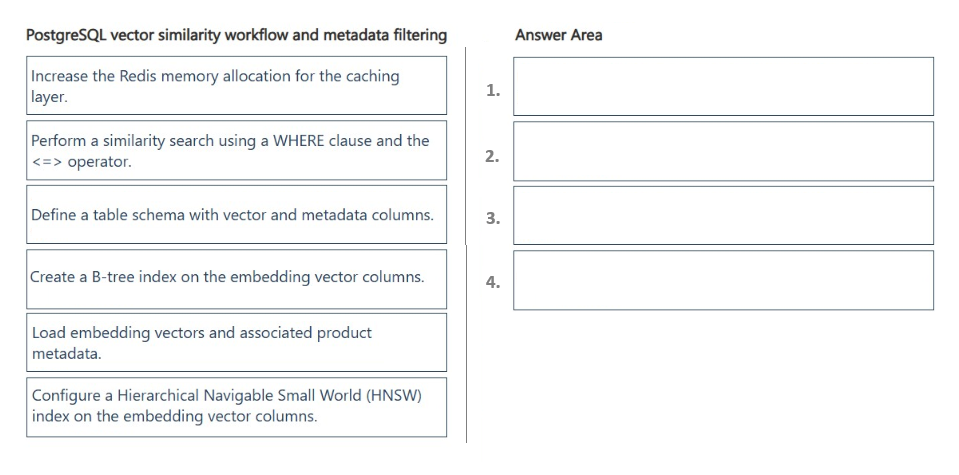 PostgreSQL vector similarity workflow and metadata filtering
Increase the Redis memory allocation for the caching
layer.
Perform a similarity search using a WHERE clause and the
<=> operator.
Define a table schema with vector and metadata columns.
Create a B-tree index on the embedding vector columns.
Load embedding vectors and associated product
metadata.
Configure a Hierarchical Navigable Small World (HNSW)
index on the embedding vector columns.
Answer Area
1.
2.
3.
4.